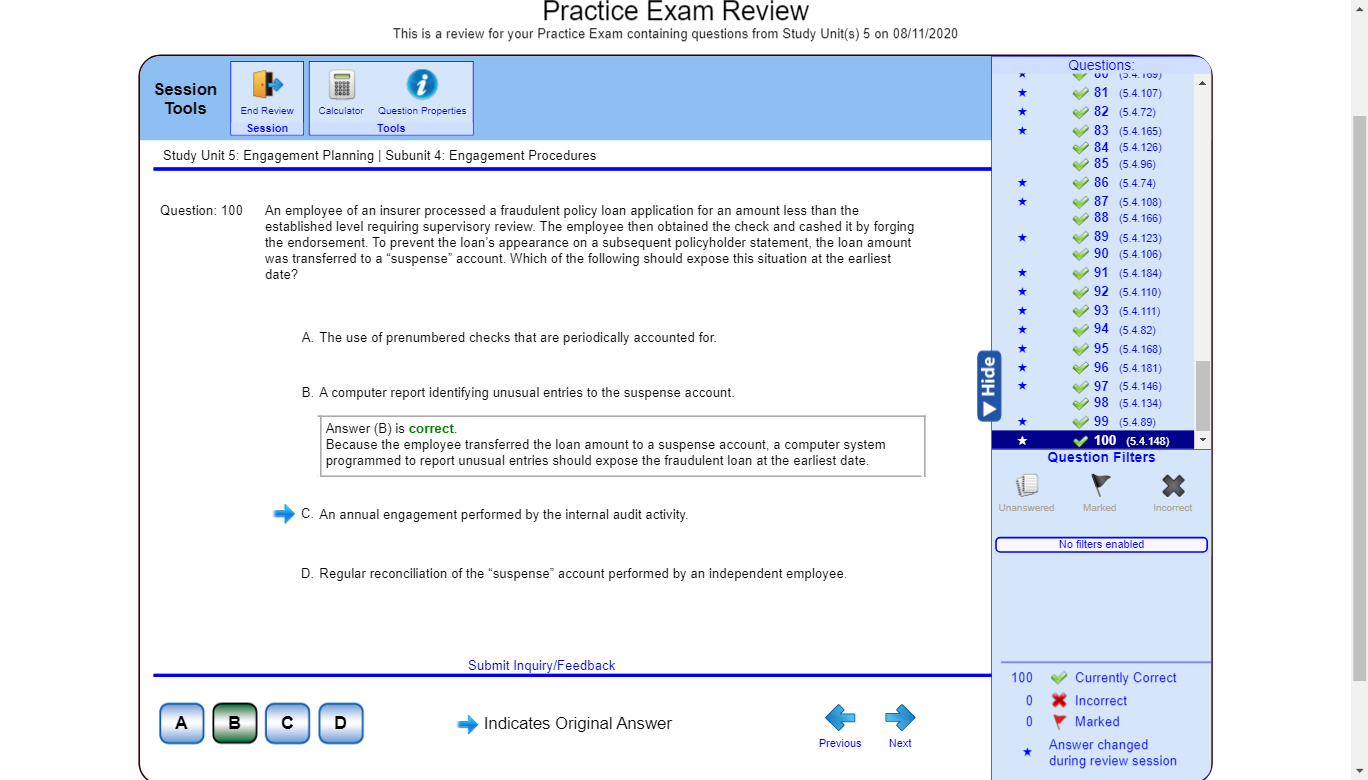 Practice Exam Review
This is a review for your Practice Exam containing questions from Study Unit(s) 5 on 08/11/2020
Session
Tools
End Review
Session
Calculator
Question Properties
Tools
Study Unit 5: Engagement Planning | Subunit 4: Engagement Procedures
Question: 100
An employee of an insurer processed a fraudulent policy loan application for an amount less than the
established level requiring supervisory review. The employee then obtained the check and cashed it by forging
the endorsement. To prevent the loan's appearance on a subsequent policyholder statement, the loan amount
was transferred to a “suspense” account. Which of the following should expose this situation at the earliest
date?
A. The use of prenumbered checks that are periodically accounted for.
B. A computer report identifying unusual entries to the suspense account.
Answer (B) is correct.
Because the employee transferred the loan amount to a suspense account, a computer system
programmed to report unusual entries should expose the fraudulent loan at the earliest date.
C. An annual engagement performed by the internal audit activity.
D. Regular reconciliation of the “suspense” account performed by an independent employee.
Submit Inquiry/Feedback
A B C D
Indicates Original Answer
Previous
Next
Hide
Questions:
80 (5.4.169)
81 (5.4.107)
82 (5.4.72)
83 (5.4.165)
84 (5.4.126)
85 (5.4.96)
86 (5.4.74)
87 (5.4.108)
88 (5.4.166)
89 (5.4.123)
90 (5.4.106)
91 (5.4.184)
92 (5.4.110)
93 (5.4.111)
94 (5.4.82)
95 (5.4.168)
96 (5.4.181)
97 (5.4.146)
98 (5.4.134)
99 (5.4.89)
100 (5.4.148)
Question Filters
Unanswered
Marked
Incorrect
No filters enabled
100 Currently Correct
0 Incorrect
0 Marked
Answer changed
during review session